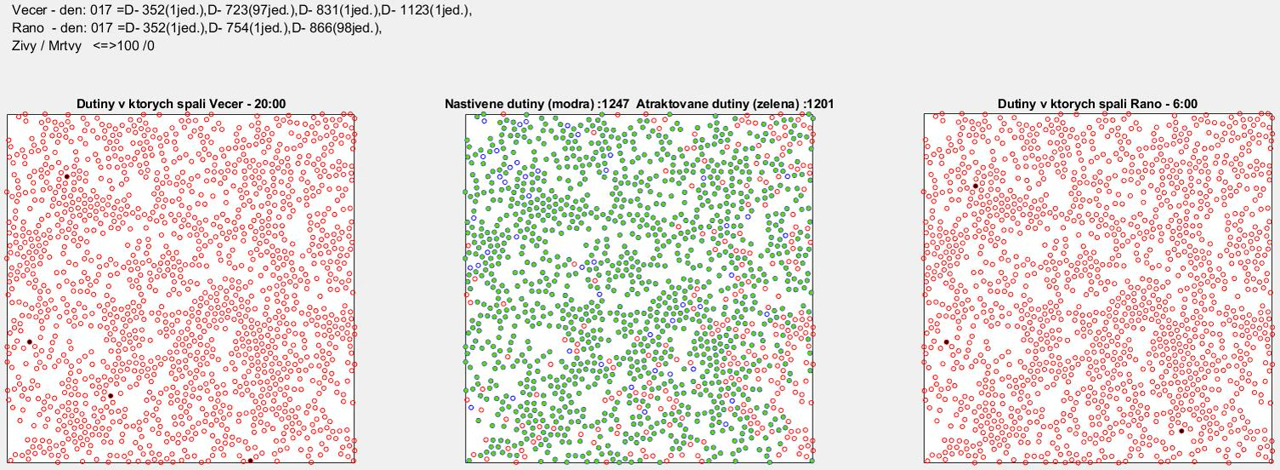 Vecer - den: 017 =D- 352(1jed.),D- 723(97jed.),D- 831(1jed.),D- 1123(1jed.),
Rano  - den: 017 =D- 352(1jed.),D- 754(1jed.),D- 866(98jed.),
Zivy / Mrtvy   <=>100 /0
Dutiny v ktorych spali Vecer - 20:00
Nastivene dutiny (modra) :1247  Atraktovane dutiny (zelena) :1201
Dutiny v ktorych spali Rano - 6:00